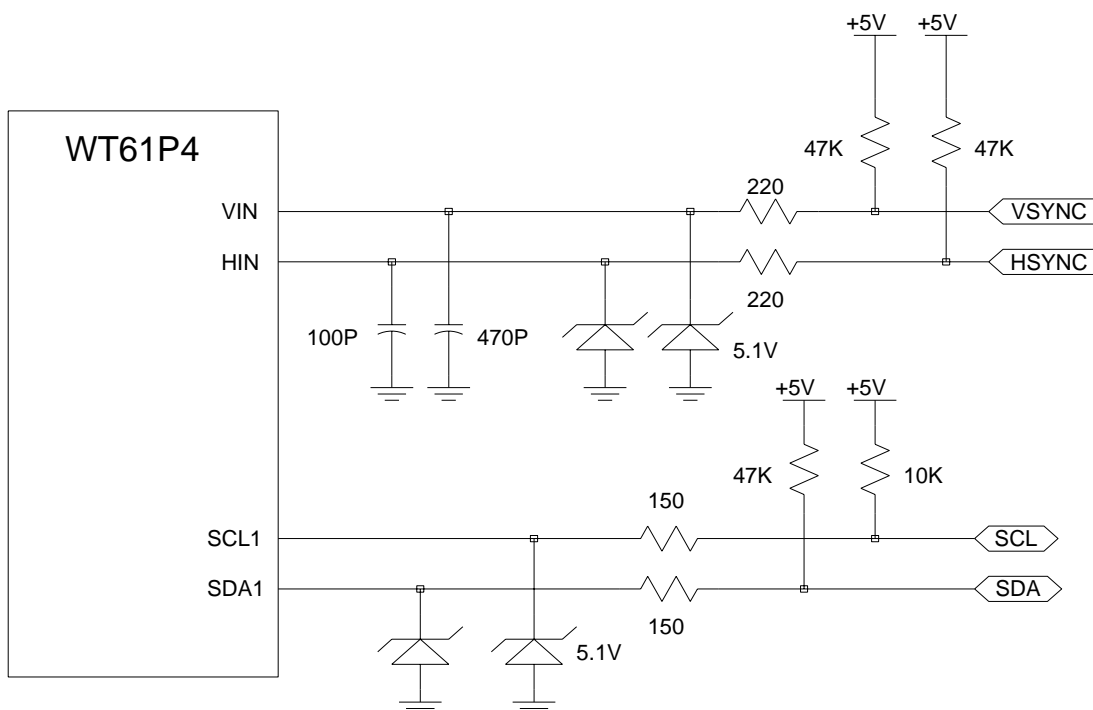 +5V +5V
WT61P4
47K 47K
220
VIN VSYNC
HIN HSYNC
220
100P 470P
5.1V
+5V +5V
47K 10K
150
SCL1 SCL
SDA1 SDA
150
5.1V